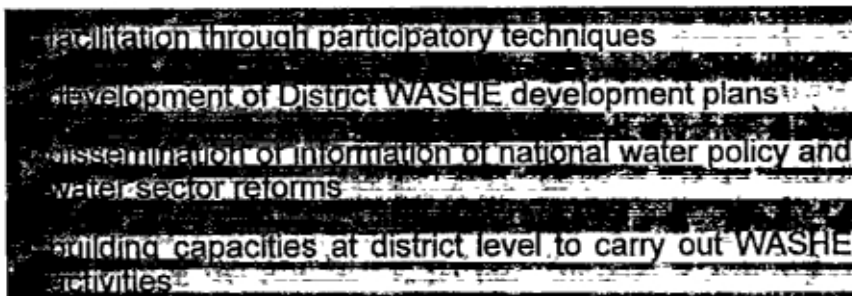 facilitation through participatory techniques
development of District WASHE development plans
dissemination of information of national water policy and
water sector reforms
building capacities at district level to carry out WASHE
activities